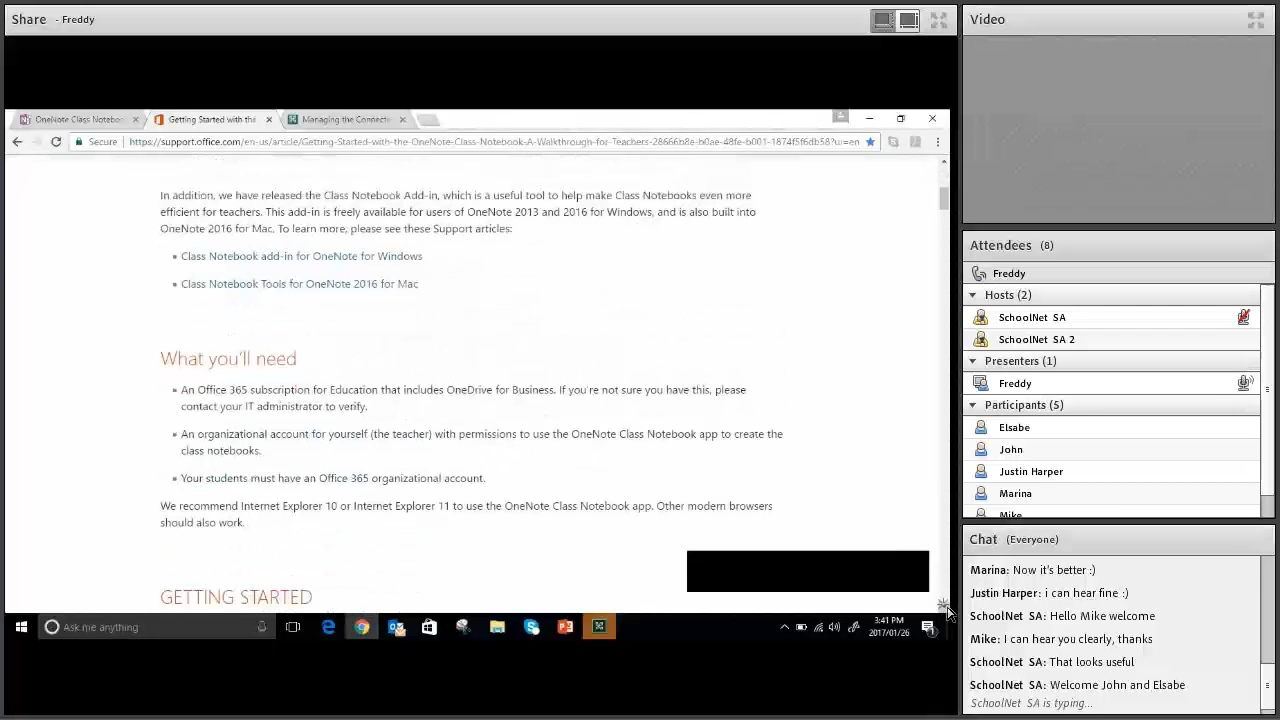 Share - Freddy
OneNote Class Notebo
Getting Started with the
Managing the Connecte
Secure
https://support.office.com/en-us/article/Getting-Started-with-the-OneNote-Class-Notebook-A-Walkthrough-for-Teachers-28666b8e-b0ae-48fe-b001-1874f5f6db58?ui=en
In addition, we have released the Class Notebook Add-in, which is a useful tool to help make Class Notebooks even more
efficient for teachers. This add-in is freely available for users of OneNote 2013 and 2016 for Windows, and is also built into
OneNote 2016 for Mac. To learn more, please see these Support articles:
Class Notebook add-in for OneNote for Windows
Class Notebook Tools for OneNote 2016 for Mac
What you'll need
An Office 365 subscription for Education that includes OneDrive for Business. If you're not sure you have this, please
contact your IT administrator to verify.
An organizational account for yourself (the teacher) with permissions to use the OneNote Class Notebook app to create the
class notebooks.
Your students must have an Office 365 organizational account.
We recommend Internet Explorer 10 or Internet Explorer 11 to use the OneNote Class Notebook app. Other modern browsers
should also work.
GETTING STARTED
Ask me anything
3:41 PM
2017/01/26
Video
Attendees (8)
Freddy
Hosts (2)
SchoolNet SA
SchoolNet SA 2
Presenters (1)
Freddy
Participants (5)
Elsabe
John
Justin Harper
Marina
Mike
Chat (Everyone)
Marina: Now it's better :)
Justin Harper: i can hear fine :)
SchoolNet SA: Hello Mike welcome
Mike: I can hear you clearly, thanks
SchoolNet SA: That looks useful
SchoolNet SA: Welcome John and Elsabe
SchoolNet SA is typing...